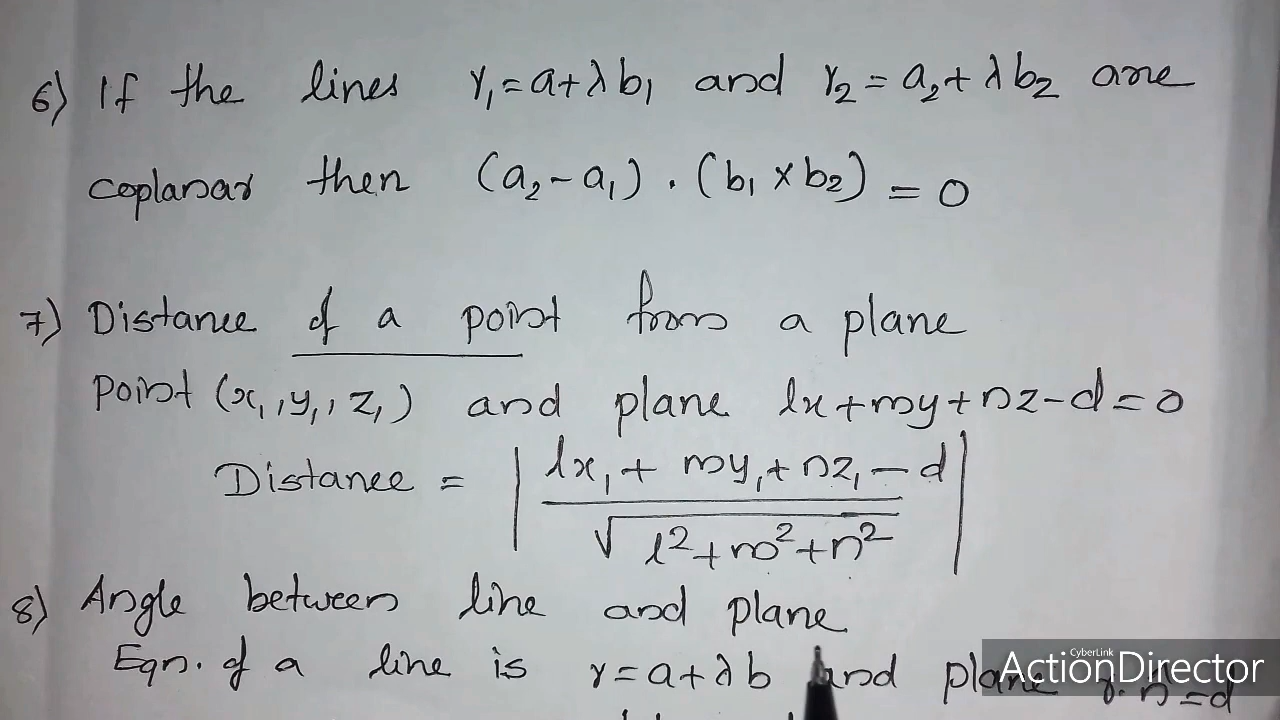 6) If the lines r₁ = a + λb₁ and r₂ = a₂ + λb₂ are
coplanar then (a₂ - a₁) . (b₁ × b₂) = 0
7) Distance of a point from a plane
point (x₁, y₁, z₁) and plane lx + my + nz - d = 0
Distance = | lx₁ + my₁ + nz₁ - d |
√ l² + m² + n²
8) Angle between line and plane
Eqn. of a line is r = a + λb and plane r. n = d
CyberLink
ActionDirector